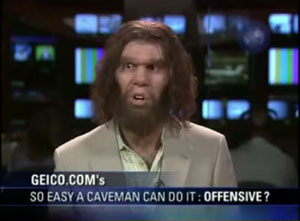 GEICO.COM's
SO EASY A CAVEMAN CAN DO IT : OFFENSIVE ?